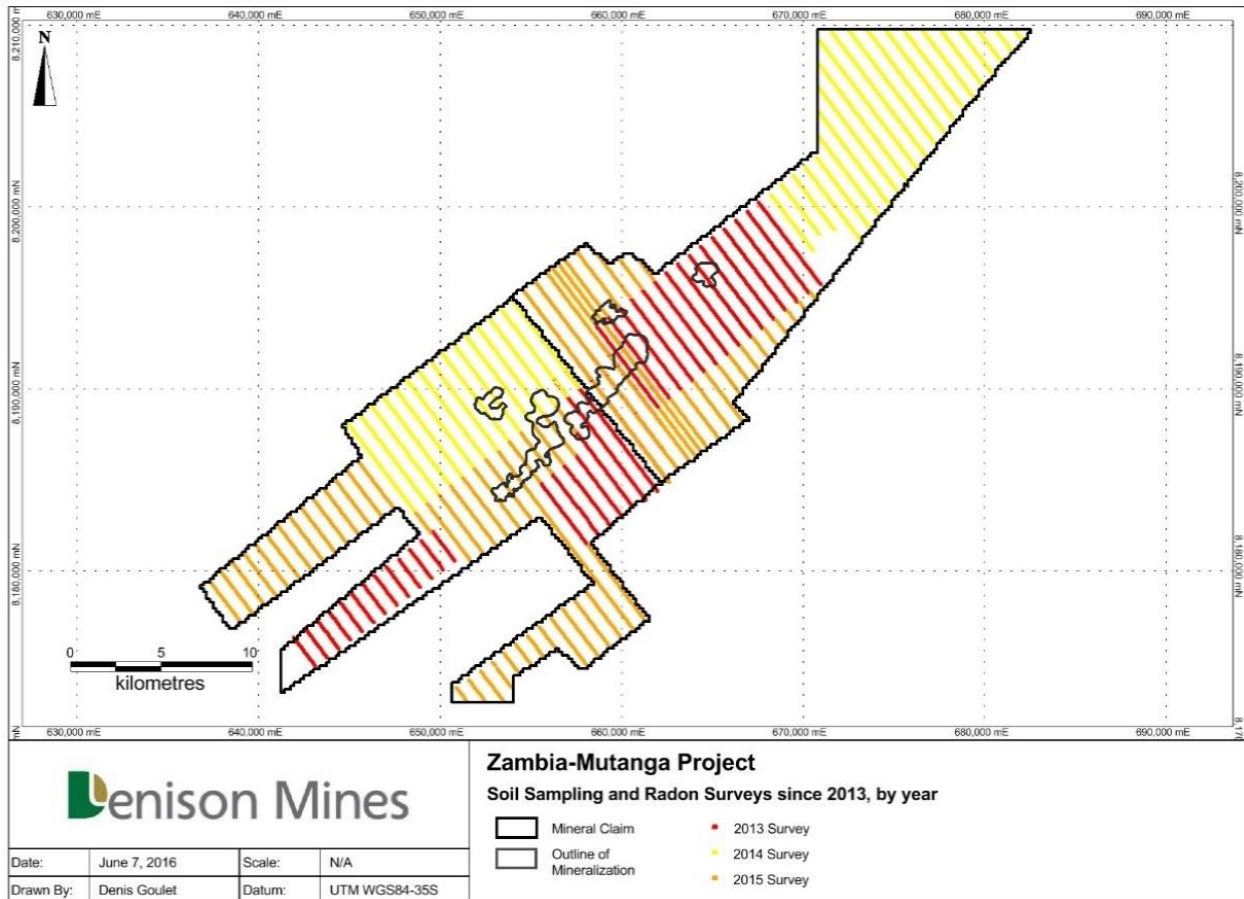 630,000 mE 640,000 mE 650,000 mE 660,000 mE 670,000 mE 680,000 mE 690,000 mE
8,210,000 m
N
8,200,000 mN 8,200,000 mN
8,190,000 mN 8,190,000 mN
8,180,000 mN 8,180,000 mN
0 5 10
kilometres
mN 8,170
630,000 mE 640,000 mE 650,000 mE 660,000 mE 670,000 mE 680,000 mE 690,000 mE
Denison Mines
Date: June 7, 2016 Scale: N/A
Drawn By: Denis Goulet Datum: UTM WGS84-35S
Zambia-Mutanga Project
Soil Sampling and Radon Surveys since 2013, by year
Mineral Claim
Outline of
Mineralization
2013 Survey
2014 Survey
2015 Survey